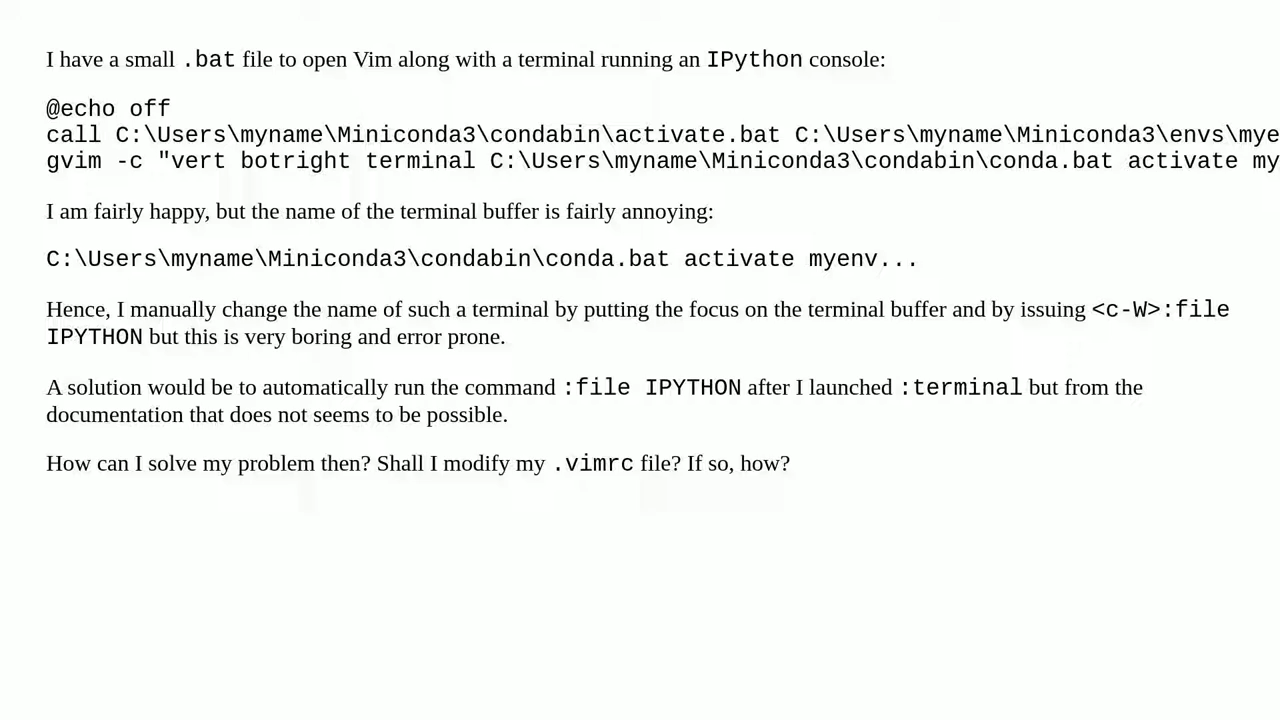 I have a small .bat file to open Vim along with a terminal running an IPython console:
@echo off
call C:\Users\myname\Miniconda3\condabin\activate.bat C:\Users\myname\Miniconda3\envs\mye
gvim -c "vert botright terminal C:\Users\myname\Miniconda3\condabin\conda.bat activate my
I am fairly happy, but the name of the terminal buffer is fairly annoying:
C:\Users\myname\Miniconda3\condabin\conda.bat activate myenv...
Hence, I manually change the name of such a terminal by putting the focus on the terminal buffer and by issuing <c-W>:file
IPYTHON but this is very boring and error prone.
A solution would be to automatically run the command :file IPYTHON after I launched :terminal but from the
documentation that does not seems to be possible.
How can I solve my problem then? Shall I modify my .vimrc file? If so, how?